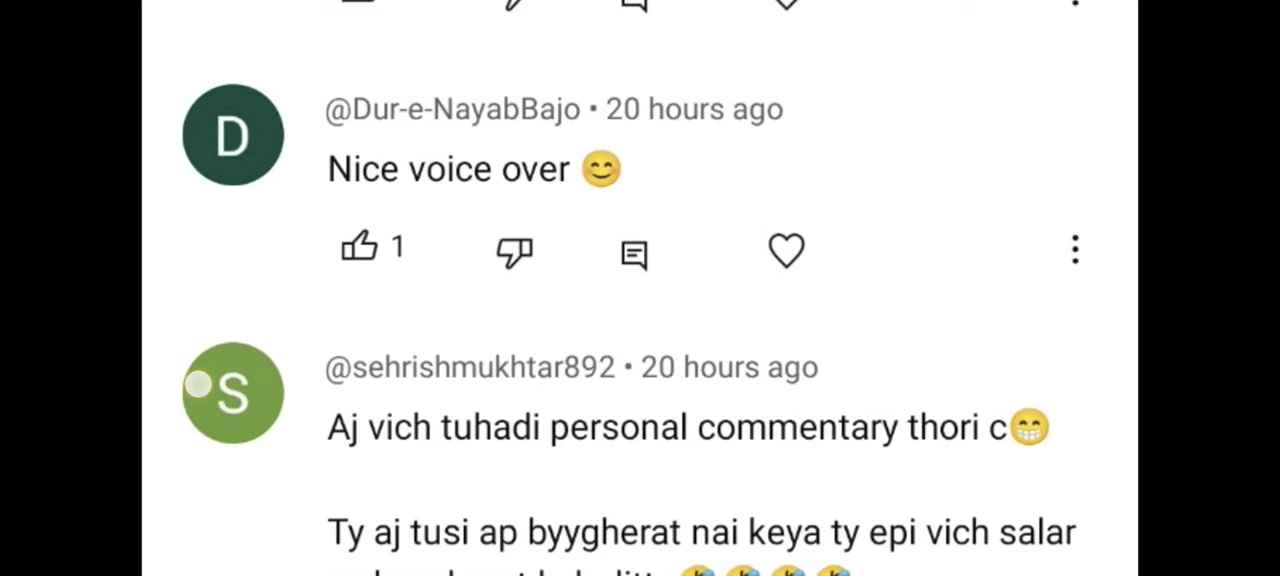 @Dur-e-NayabBajo • 20 hours ago
Nice voice over 😊
1
@sehrishmukhtar892 • 20 hours ago
Aj vich tuhadi personal commentary thori c😁
Ty aj tusi ap byygherat nai keya ty epi vich salar